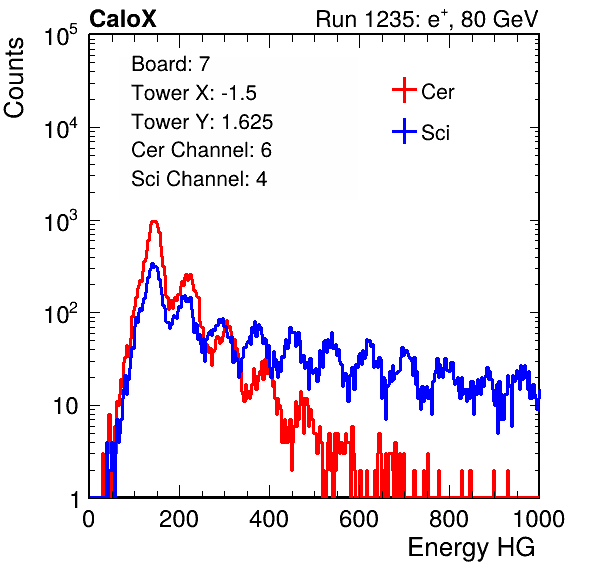 CaloX Run 1235: e⁺, 80 GeV
Counts
10⁵
10⁴
10³
10²
10
1
Board: 7
Tower X: -1.5
Tower Y: 1.625
Cer Channel: 6
Sci Channel: 4
Cer
Sci
0 200 400 600 800 1000
Energy HG